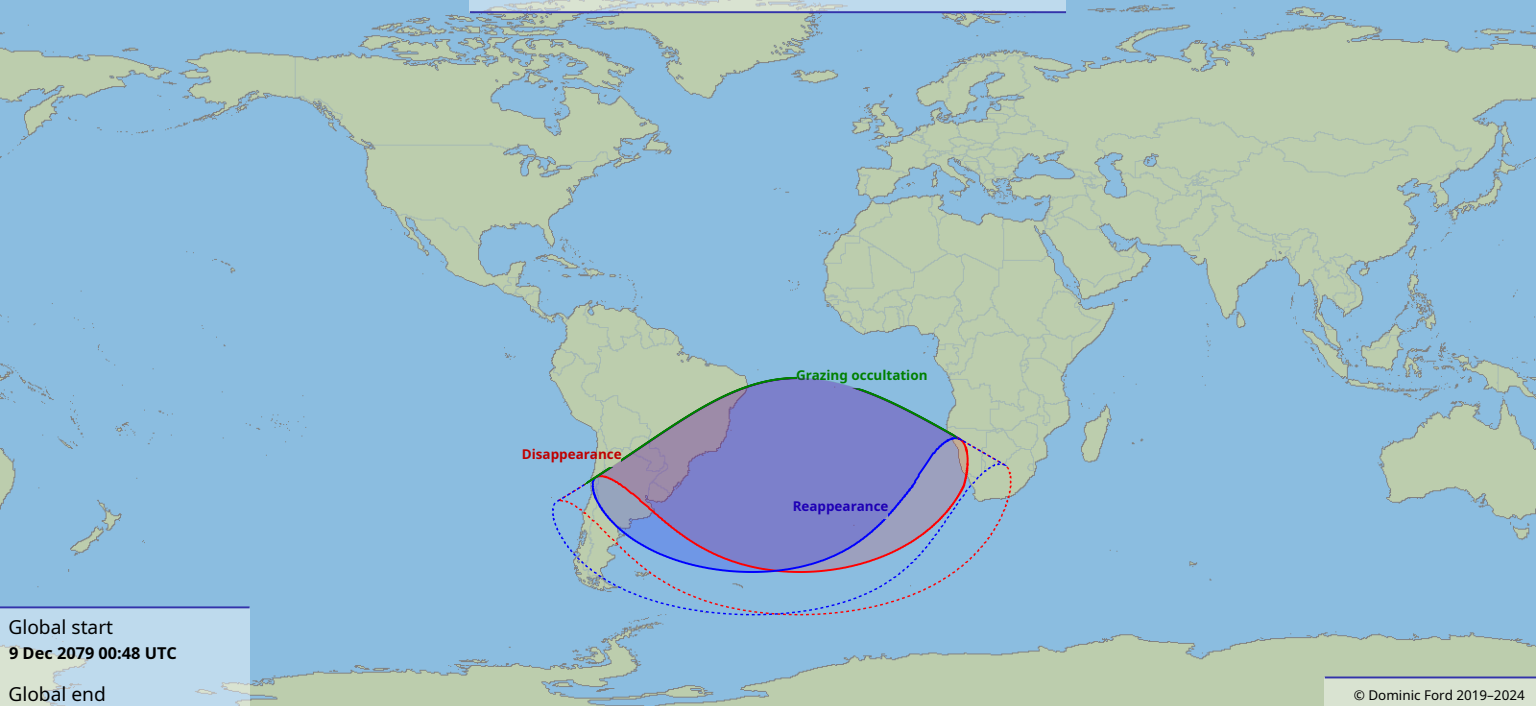 Grazing occultation
Disappearance
Reappearance
Global start
9 Dec 2079 00:48 UTC
Global end
© Dominic Ford 2019–2024